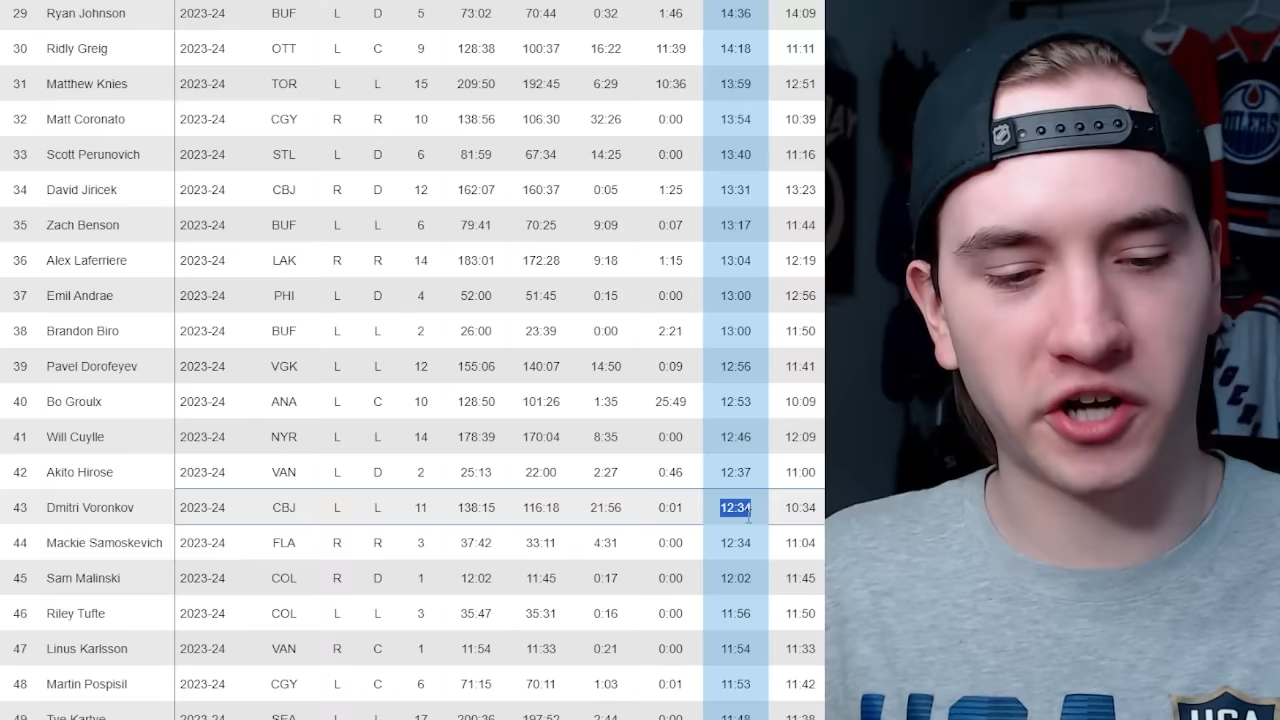 29 Ryan Johnson 2023-24 BUF L D 5 73:02 70:44 0:32 1:46 14:36 14:09
30 Ridly Greig 2023-24 OTT L C 9 128:38 100:37 16:22 11:39 14:18 11:11
31 Matthew Knies 2023-24 TOR L L 15 209:50 192:45 6:29 10:36 13:59 12:51
32 Matt Coronato 2023-24 CGY R R 10 138:56 106:30 32:26 0:00 13:54 10:39
33 Scott Perunovich 2023-24 STL L D 6 81:59 67:34 14:25 0:00 13:40 11:16
34 David Jiricek 2023-24 CBJ R D 12 162:07 160:37 0:05 1:25 13:31 13:23
35 Zach Benson 2023-24 BUF L L 6 79:41 70:25 9:09 0:07 13:17 11:44
36 Alex Laferriere 2023-24 LAK R R 14 183:01 172:28 9:18 1:15 13:04 12:19
37 Emil Andrae 2023-24 PHI L D 4 52:00 51:45 0:15 0:00 13:00 12:56
38 Brandon Biro 2023-24 BUF L L 2 26:00 23:39 0:00 2:21 13:00 11:50
39 Pavel Dorofeyev 2023-24 VGK L L 12 155:06 140:07 14:50 0:09 12:56 11:41
40 Bo Groulx 2023-24 ANA L L 10 128:50 101:26 1:35 25:49 12:53 10:09
41 Will Cuylle 2023-24 NYR L L 14 178:39 170:04 8:35 0:00 12:46 12:09
42 Akito Hirose 2023-24 VAN L D 2 25:13 22:00 2:27 0:46 12:37 11:00
43 Dmitri Voronkov 2023-24 CBJ L L 11 138:15 116:18 21:56 0:01 12:34 10:34
44 Mackie Samoskevich 2023-24 FLA R R 3 37:42 33:11 4:31 0:00 12:34 11:04
45 Sam Malinski 2023-24 COL R D 1 12:02 11:45 0:17 0:00 12:02 11:45
46 Riley Tufte 2023-24 COL L L 3 35:47 35:31 0:16 0:00 11:56 11:50
47 Linus Karlsson 2023-24 VAN R C 1 11:54 11:33 0:21 0:00 11:54 11:33
48 Martin Pospisil 2023-24 CGY L C 6 71:15 70:11 1:03 0:01 11:53 11:42
OILERS
USA
USA